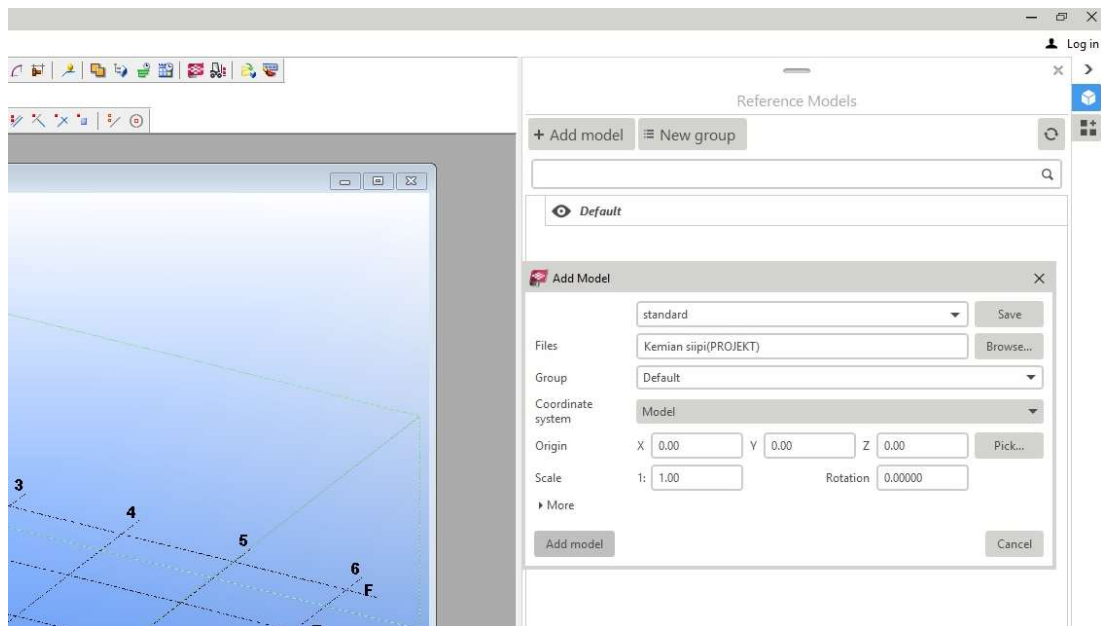 Log in
Reference Models
+ Add model
New group
Default
Add Model
standard
Save
Files
Kemian siipi(PROJEKT)
Browse...
Group
Default
Coordinate
system
Model
Origin
X 0.00
Y 0.00
Z 0.00
Pick...
Scale
1: 1.00
Rotation 0.00000
More
Add model
Cancel
3
4
5
6
F